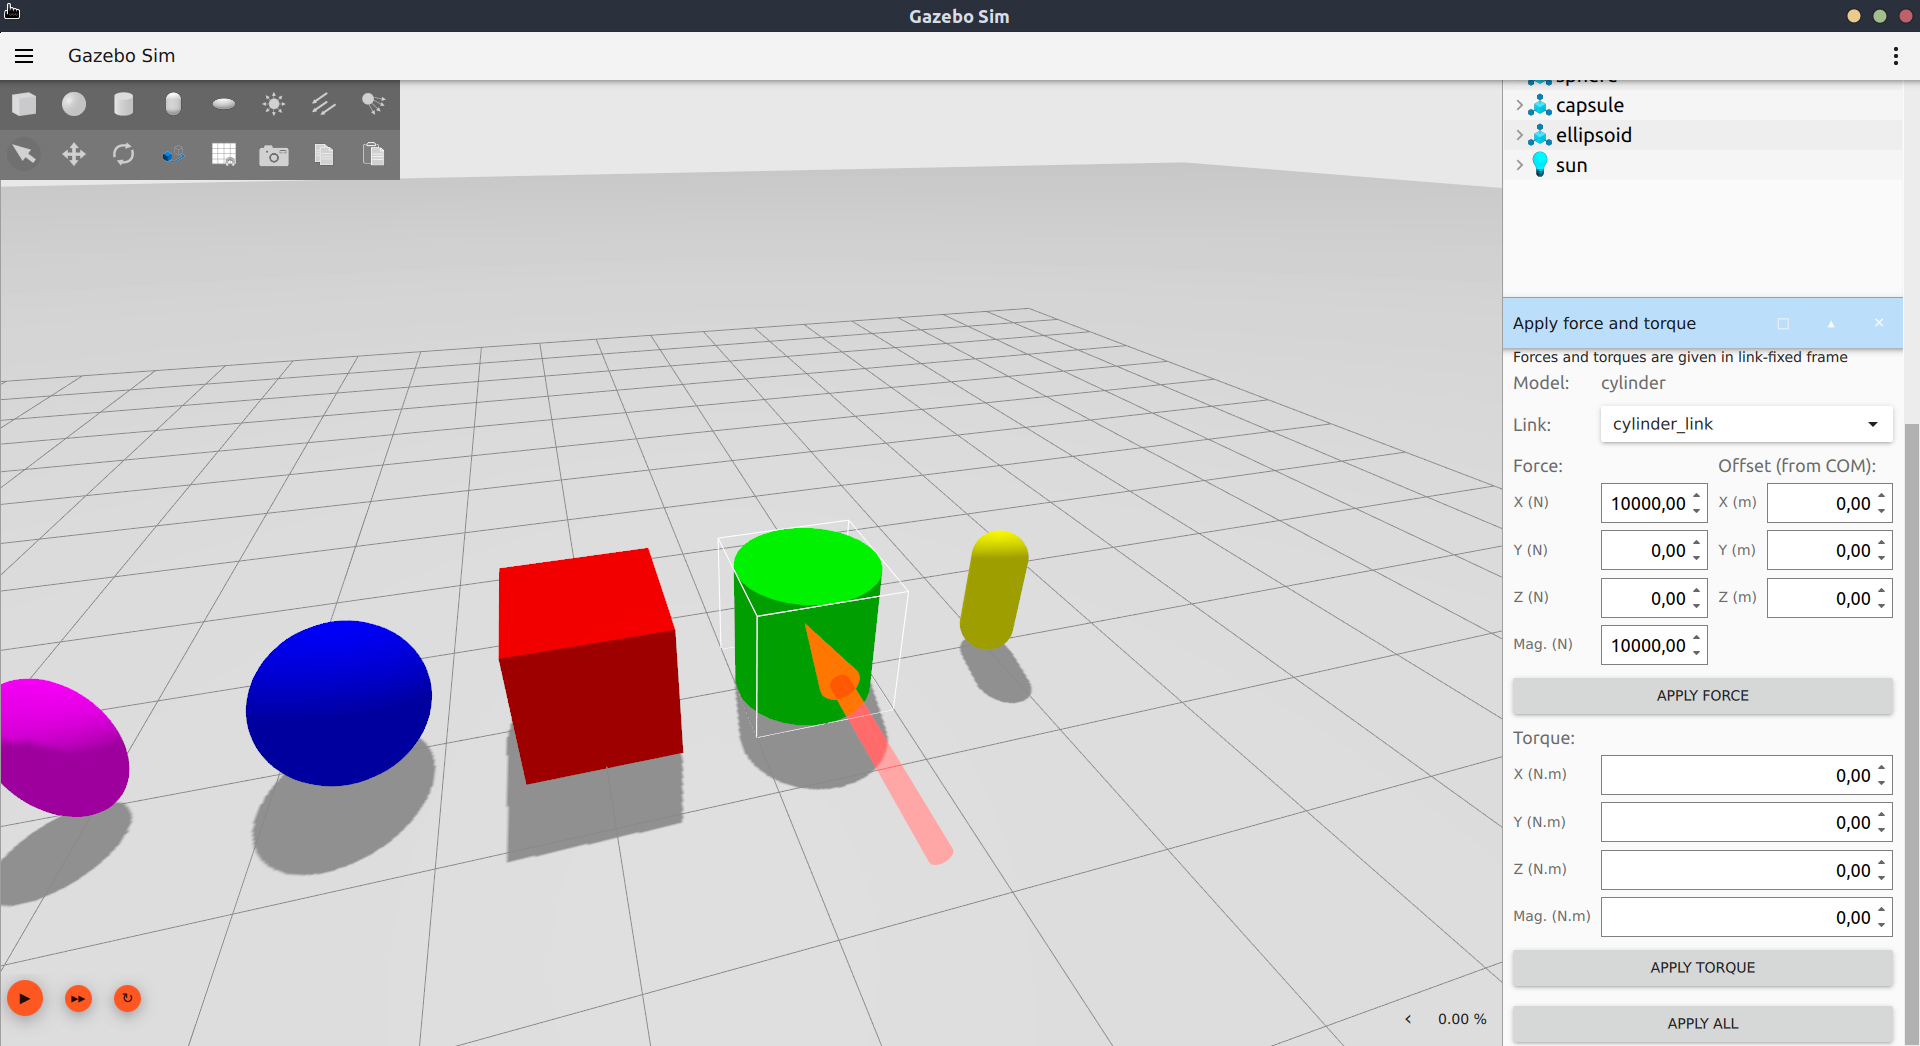 Gazebo Sim
Gazebo Sim
sphere
capsule
ellipsoid
sun
Apply force and torque
Forces and torques are given in link-fixed frame
Model: cylinder
Link: cylinder_link
Force: Offset (from COM):
X (N) 10000,00 X (m) 0,00
Y (N) 0,00 Y (m) 0,00
Z (N) 0,00 Z (m) 0,00
Mag. (N) 10000,00
APPLY FORCE
Torque:
X (N.m) 0,00
Y (N.m) 0,00
Z (N.m) 0,00
Mag. (N.m) 0,00
APPLY TORQUE
APPLY ALL
0.00 %